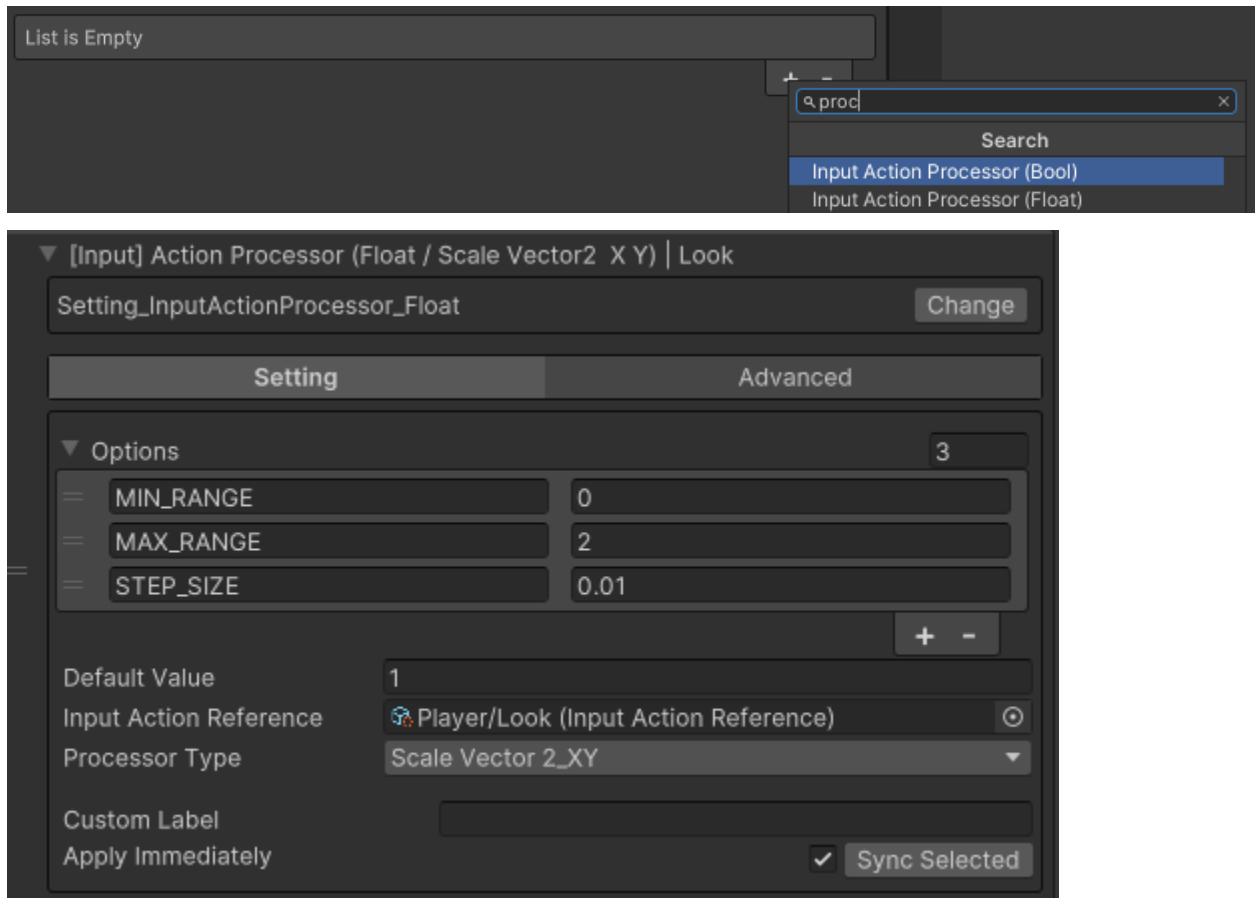 List is Empty
+ -
proc
Search
Input Action Processor (Bool)
Input Action Processor (Float)
[Input] Action Processor (Float / Scale Vector2 X Y) | Look
Setting_InputActionProcessor_Float Change
Setting Advanced
Options 3
MIN_RANGE 0
MAX_RANGE 2
STEP_SIZE 0.01
+ -
Default Value 1
Input Action Reference Player/Look (Input Action Reference)
Processor Type Scale Vector 2_XY
Custom Label
Apply Immediately Sync Selected